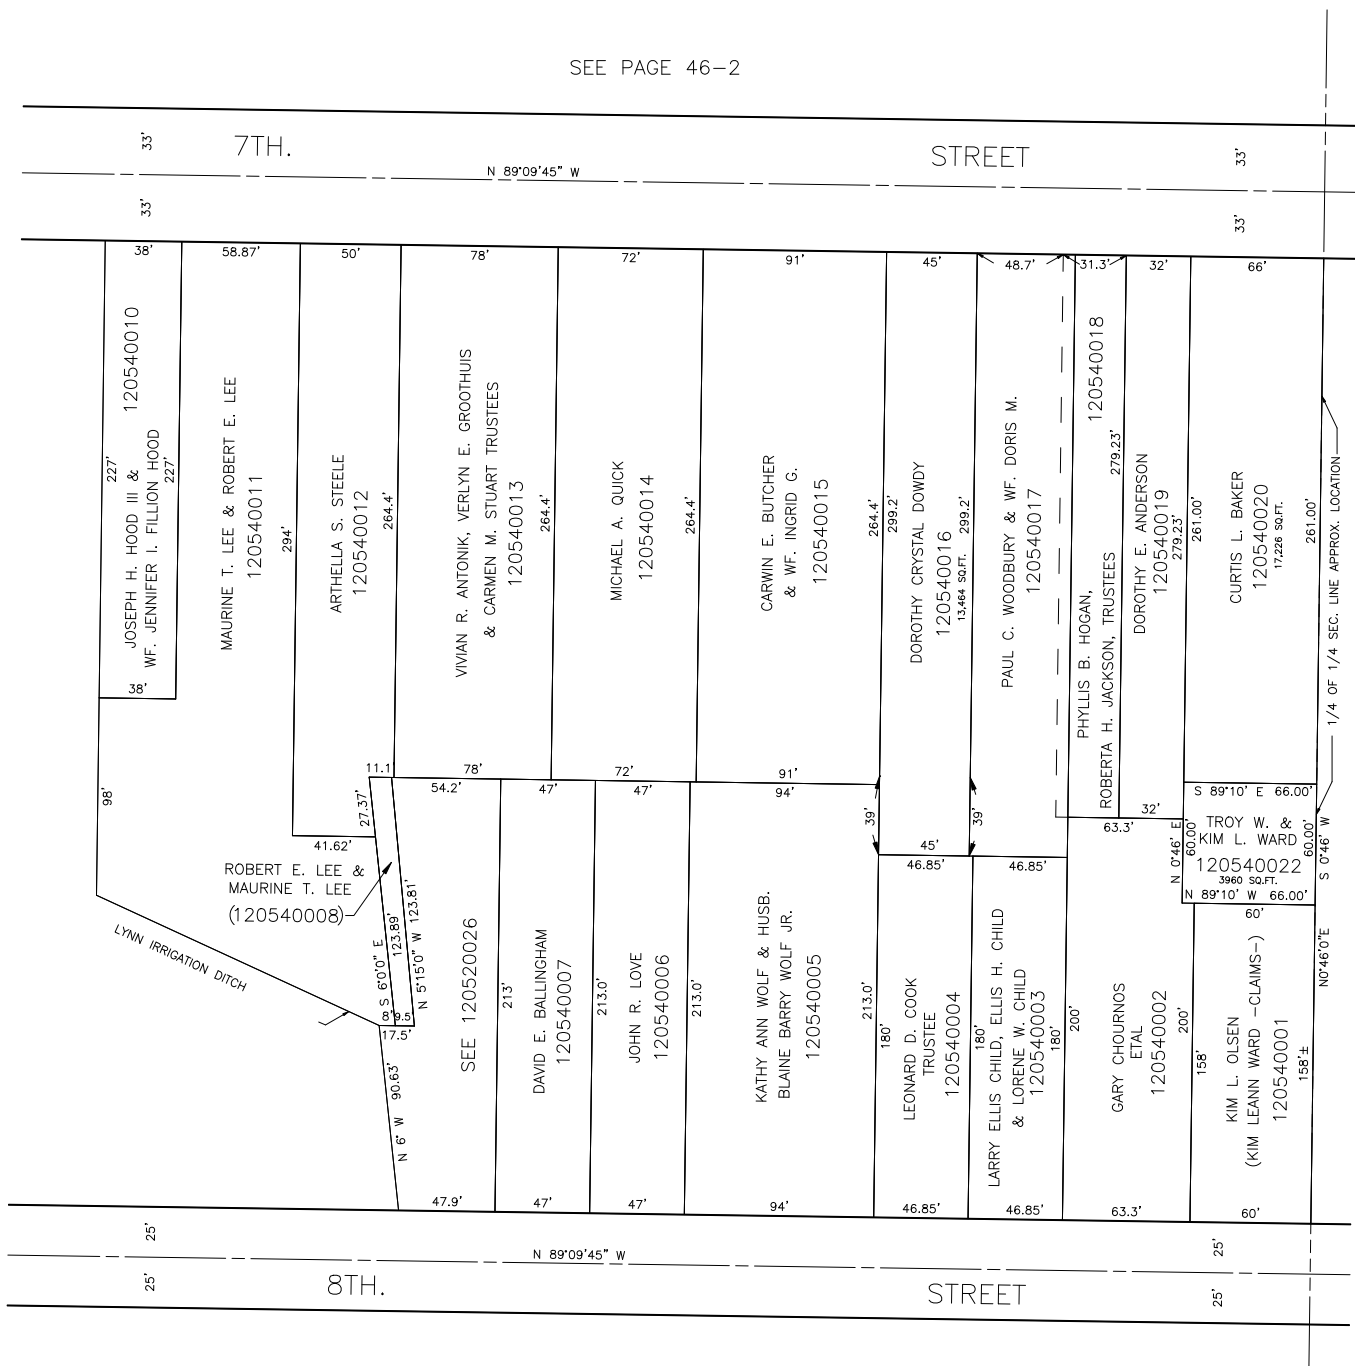 SEE PAGE 46-2
33'
7TH.
STREET
33'
N 89°09'45" W
33'
33'
38'
58.87'
50'
78'
72'
91'
45'
48.7'
31.3'
32'
66'
JOSEPH H. HOOD III & 120540010
WF. JENNIFER I. FILLION HOOD
227'
227'
38'
98'
MAURINE T. LEE & ROBERT E. LEE
120540011
294'
41.62'
ARTHELLA S. STEELE
120540012
264.4'
11.1
27.37'
VIVIAN R. ANTONIK, VERLYN E. GROOTHUIS
& CARMEN M. STUART TRUSTEES
120540013
264.4'
78'
MICHAEL A. QUICK
120540014
264.4'
72'
CARWIN E. BUTCHER
& WF. INGRID G.
120540015
264.4'
91'
299.2'
DOROTHY CRYSTAL DOWDY
120540016
13,464 SQ.FT.
299.2'
39'
39'
45'
PAUL C. WOODBURY & WF. DORIS M.
120540017
PHYLLIS B. HOGAN,
ROBERTA H. JACKSON, TRUSTEES
120540018
279.23'
63.3'
DOROTHY E. ANDERSON
120540019
279.23'
32'
261.00'
CURTIS L. BAKER
120540020
17,226 SQ.FT.
261.00'
1/4 OF 1/4 SEC. LINE APPROX. LOCATION
S 89°10' E 66.00'
TROY W. &
KIM L. WARD
120540022
3960 SQ.FT.
N 89°10' W 66.00'
N 0°46' E
60.00'
60.00'
S 0°46' W
ROBERT E. LEE &
MAURINE T. LEE
(120540008)
LYNN IRRIGATION DITCH
S 6°0'0" E
123.89'
N 5°15'0" W 123.81'
8'
9.5'
17.5'
N 6° W 90.63'
54.2'
SEE 120520026
213'
47.9'
47'
DAVID E. BALLINGHAM
120540007
213.0'
47'
47'
JOHN R. LOVE
120540006
213.0'
47'
94'
KATHY ANN WOLF & HUSB.
BLAINE BARRY WOLF JR.
120540005
213.0'
94'
46.85'
180'
LEONARD D. COOK
TRUSTEE
120540004
46.85'
46.85'
180'
LARRY ELLIS CHILD, ELLIS H. CHILD
& LORENE W. CHILD
120540003
180'
46.85'
200'
GARY CHOURNOS
ETAL
120540002
200'
63.3'
60'
158'
KIM L. OLSEN
(KIM LEANN WARD -CLAIMS-)
120540001
158'±
N0°46'0"E
60'
25'
25'
N 89°09'45" W
25'
8TH.
STREET
25'